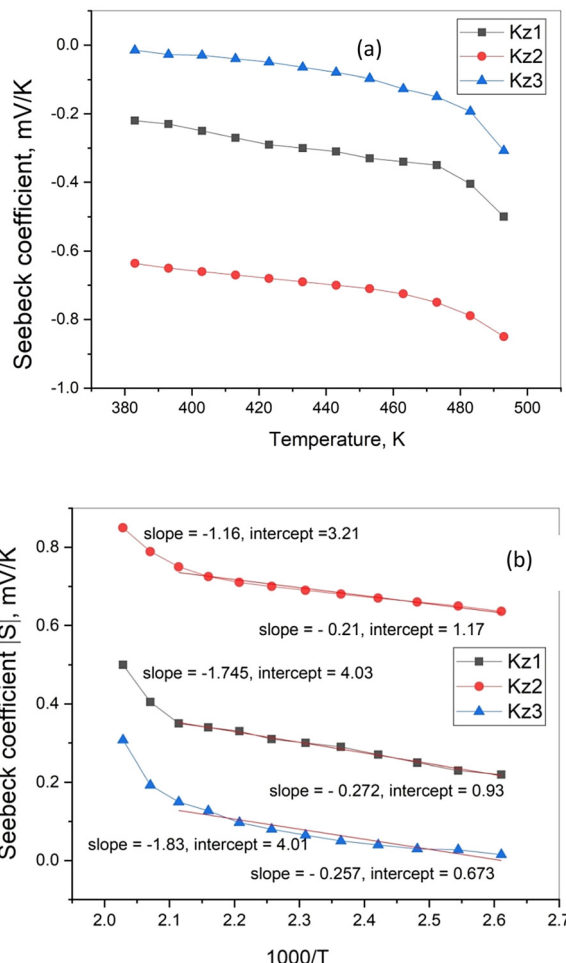 (a)
Kz1
Kz2
Kz3
0.0
-0.2
-0.4
-0.6
-0.8
-1.0
Seebeck coefficient, mV/K
380 400 420 440 460 480 500
Temperature, K
(b)
slope = -1.16, intercept =3.21
slope = - 0.21, intercept = 1.17
slope = -1.745, intercept = 4.03
Kz1
Kz2
Kz3
slope = - 0.272, intercept = 0.93
slope = -1.83, intercept = 4.01
slope = - 0.257, intercept = 0.673
0.8
0.6
0.4
0.2
0.0
Seebeck coefficient |S|, mV/K
2.0 2.1 2.2 2.3 2.4 2.5 2.6 2.7
1000/T